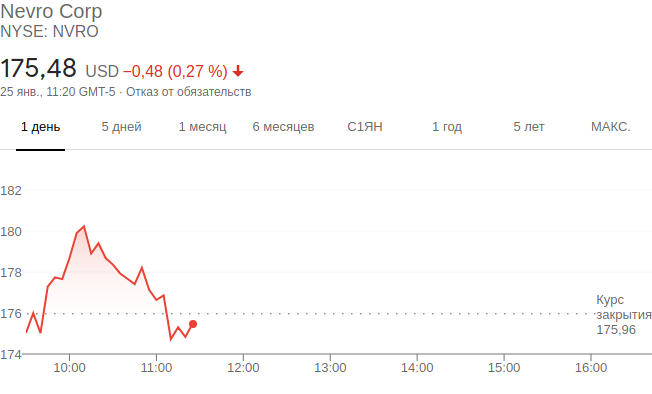 Nevro Corp
NYSE: NVRO
175,48 USD −0,48 (0,27 %)
25 янв., 11:20 GMT-5 · Отказ от обязательств
1 день 5 дней 1 месяц 6 месяцев С1ЯН 1 год 5 лет МАКС.
182
180
178
Курс
176 закрытия
175,96
174
10:00 11:00 12:00 13:00 14:00 15:00 16:00